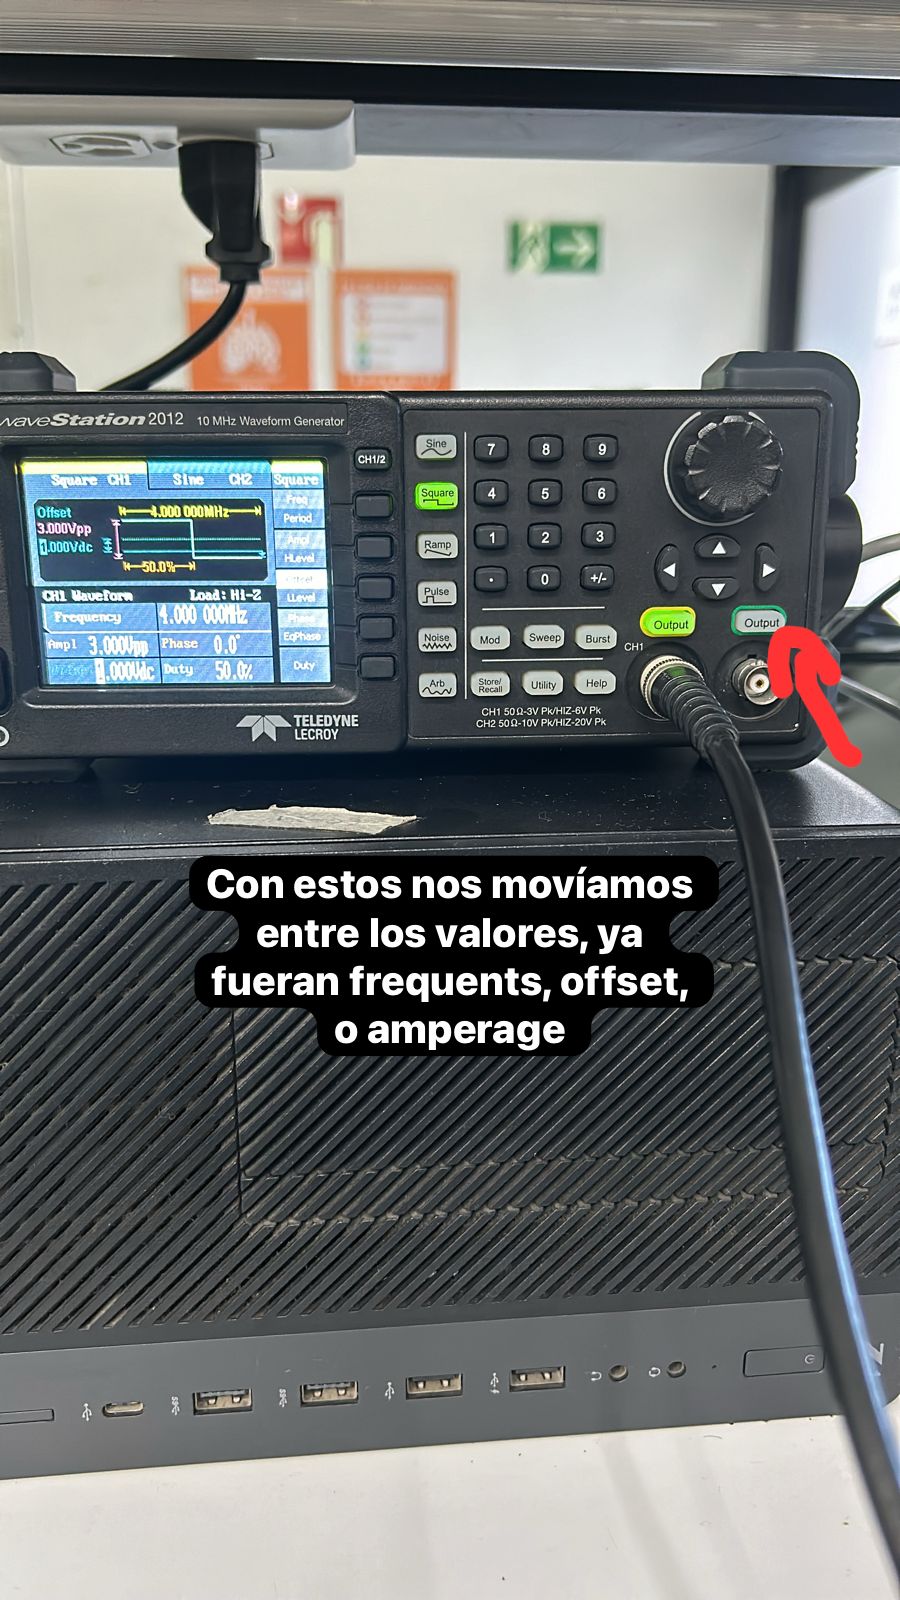 waveStation 2012 10 MHz Waveform Generator
Square CH1 Sine CH2 Square
Offset 4.000 000MHz
3.000Vpp
1.000Vdc
50.0%
Freq
Period
Ampl
HLevel
Offset
LLevel
Phase
EqPhase
Duty
CH1 Waveform Load: Hi-Z
Frequency 4.000 000MHz
Ampl 3.000Vpp Phase 0.0°
Offset 1.000Vdc Duty 50.0%
TELEDYNE
LECROY
CH1/2
Sine
Square
Ramp
Pulse
Noise
Arb
7 8 9
4 5 6
1 2 3
. 0 +/-
Mod Sweep Burst
Store/
Recall
Utility Help
Output Output
CH1
CH1 50Ω-3V Pk/HIZ-6V Pk
CH2 50Ω-10V Pk/HIZ-20V Pk
Con estos nos movíamos
entre los valores, ya
fueran frequents, offset,
o amperage